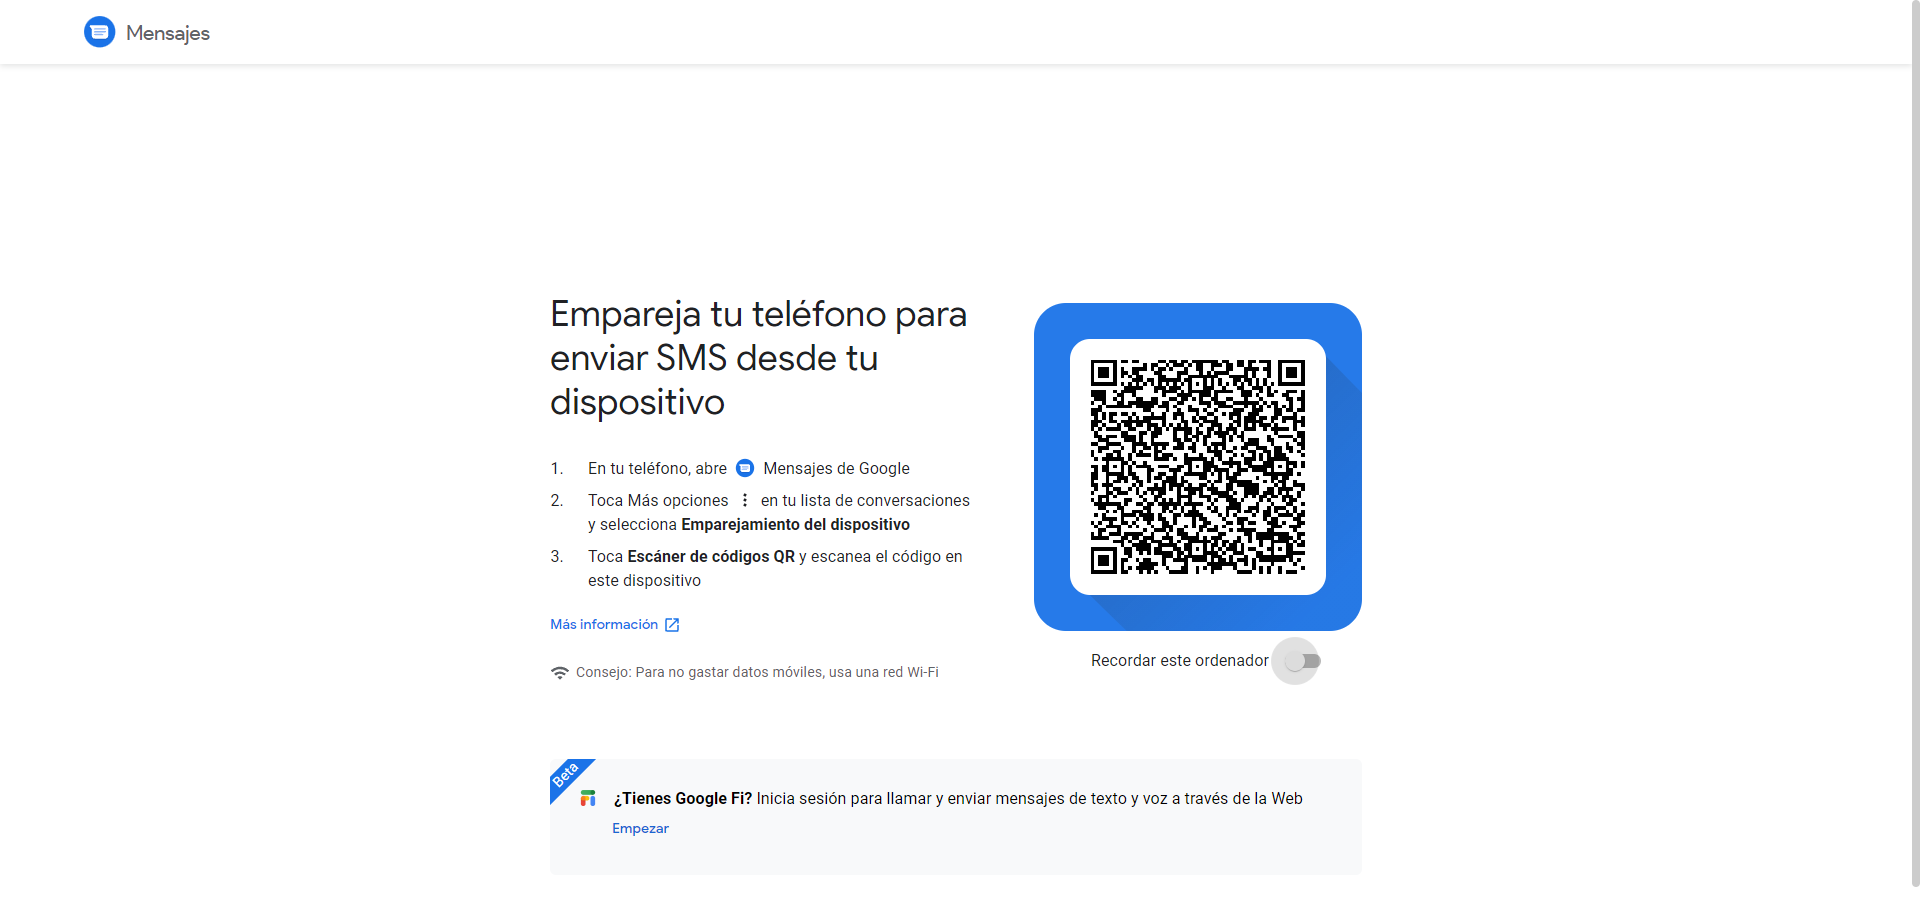 Mensajes
Empareja tu teléfono para
enviar SMS desde tu
dispositivo
1. En tu teléfono, abre Mensajes de Google
2. Toca Más opciones en tu lista de conversaciones
y selecciona Emparejamiento del dispositivo
3. Toca Escáner de códigos QR y escanea el código en
este dispositivo
Más información
Consejo: Para no gastar datos móviles, usa una red Wi-Fi
Recordar este ordenador
Beta
¿Tienes Google Fi? Inicia sesión para llamar y enviar mensajes de texto y voz a través de la Web
Empezar